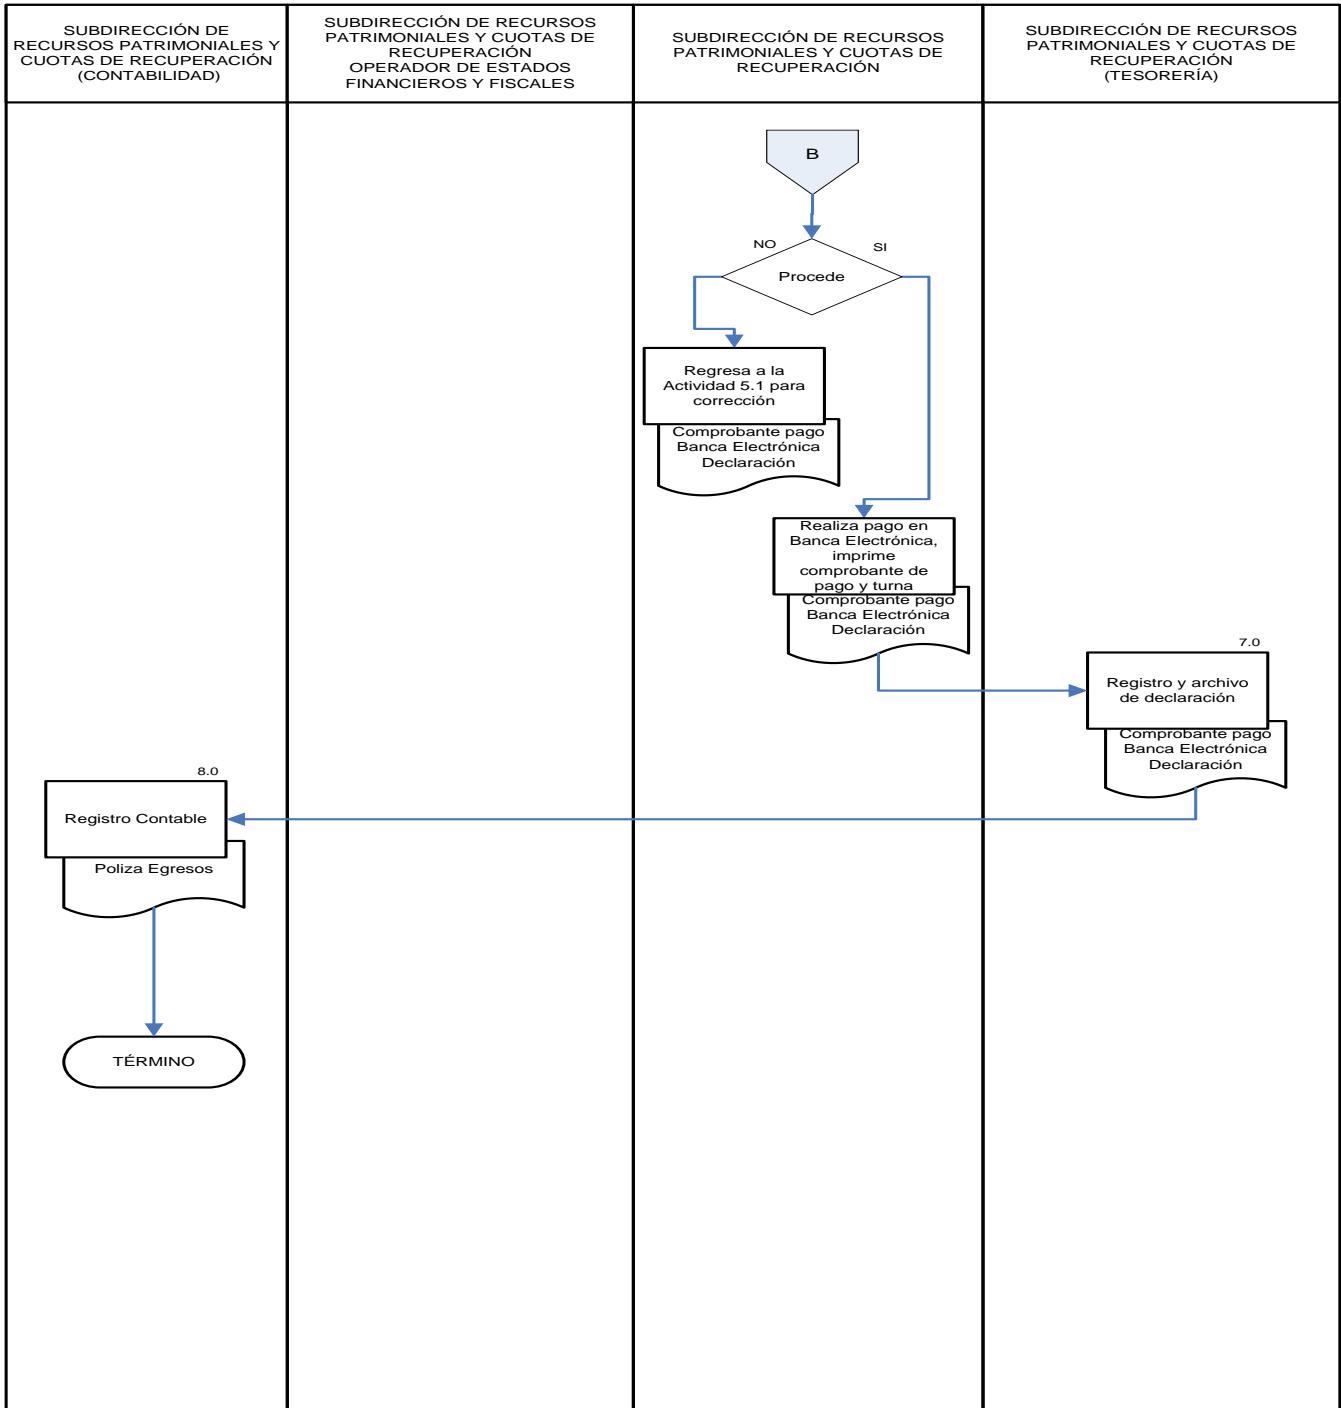 SUBDIRECCIÓN DE
RECURSOS PATRIMONIALES Y
CUOTAS DE RECUPERACIÓN
(CONTABILIDAD)
SUBDIRECCIÓN DE RECURSOS
PATRIMONIALES Y CUOTAS DE
RECUPERACIÓN
OPERADOR DE ESTADOS
FINANCIEROS Y FISCALES
SUBDIRECCIÓN DE RECURSOS
PATRIMONIALES Y CUOTAS DE
RECUPERACIÓN
SUBDIRECCIÓN DE RECURSOS
PATRIMONIALES Y CUOTAS DE
RECUPERACIÓN
(TESORERÍA)
B
NO
SI
Procede
Regresa a la
Actividad 5.1 para
corrección
Comprobante pago
Banca Electrónica
Declaración
Realiza pago en
Banca Electrónica,
imprime
comprobante de
pago y turna
Comprobante pago
Banca Electrónica
Declaración
7.0
Registro y archivo
de declaración
Comprobante pago
Banca Electrónica
Declaración
8.0
Registro Contable
Poliza Egresos
TÉRMINO